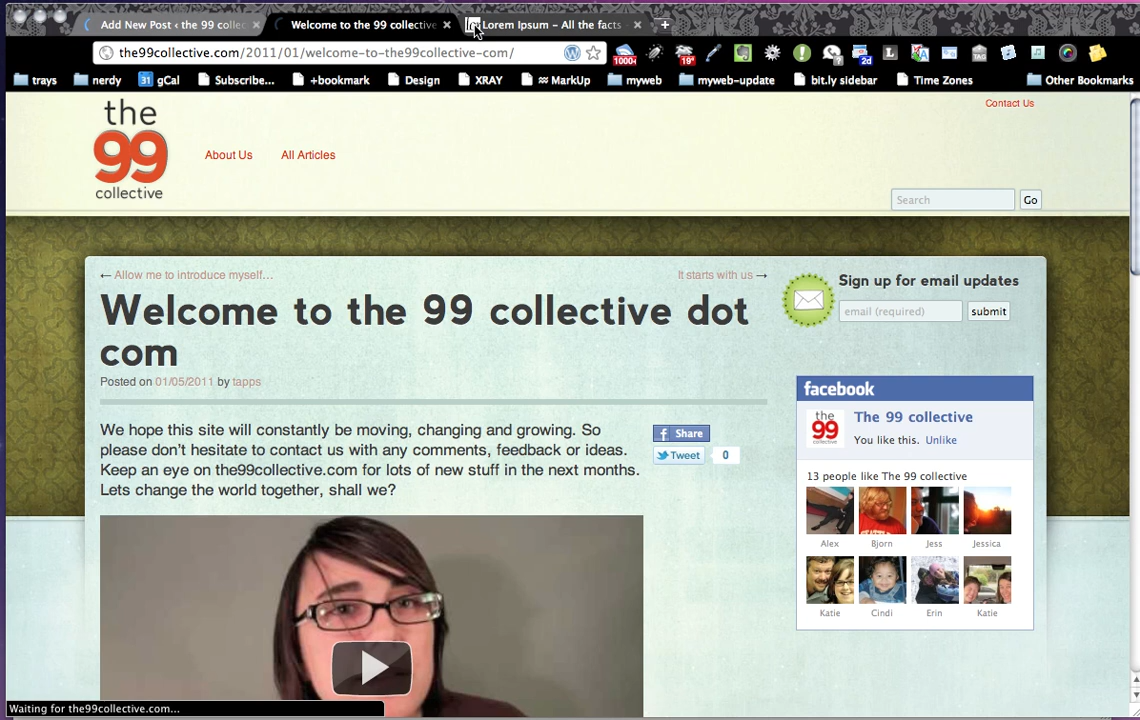 Add New Post ‹ the 99 collec
Welcome to the 99 collective
Lorem Ipsum – All the facts
the99collective.com/2011/01/welcome-to-the99collective-com/
1000+
19°
2d
trays
nerdy
31 gCal
Subscribe...
+bookmark
Design
XRAY
≈≈ MarkUp
myweb
myweb-update
bit.ly sidebar
Time Zones
Other Bookmarks
the
99
collective
About Us
All Articles
Contact Us
Search
Go
← Allow me to introduce myself…
It starts with us →
Welcome to the 99 collective dot
com
Posted on 01/05/2011 by tapps
We hope this site will constantly be moving, changing and growing. So
please don't hesitate to contact us with any comments, feedback or ideas.
Keep an eye on the99collective.com for lots of new stuff in the next months.
Lets change the world together, shall we?
Share
Tweet
0
Sign up for email updates
email (required)
submit
facebook
the
99
collective
The 99 collective
You like this. Unlike
13 people like The 99 collective
Alex
Bjorn
Jess
Jessica
Katie
Cindi
Erin
Katie
Waiting for the99collective.com...